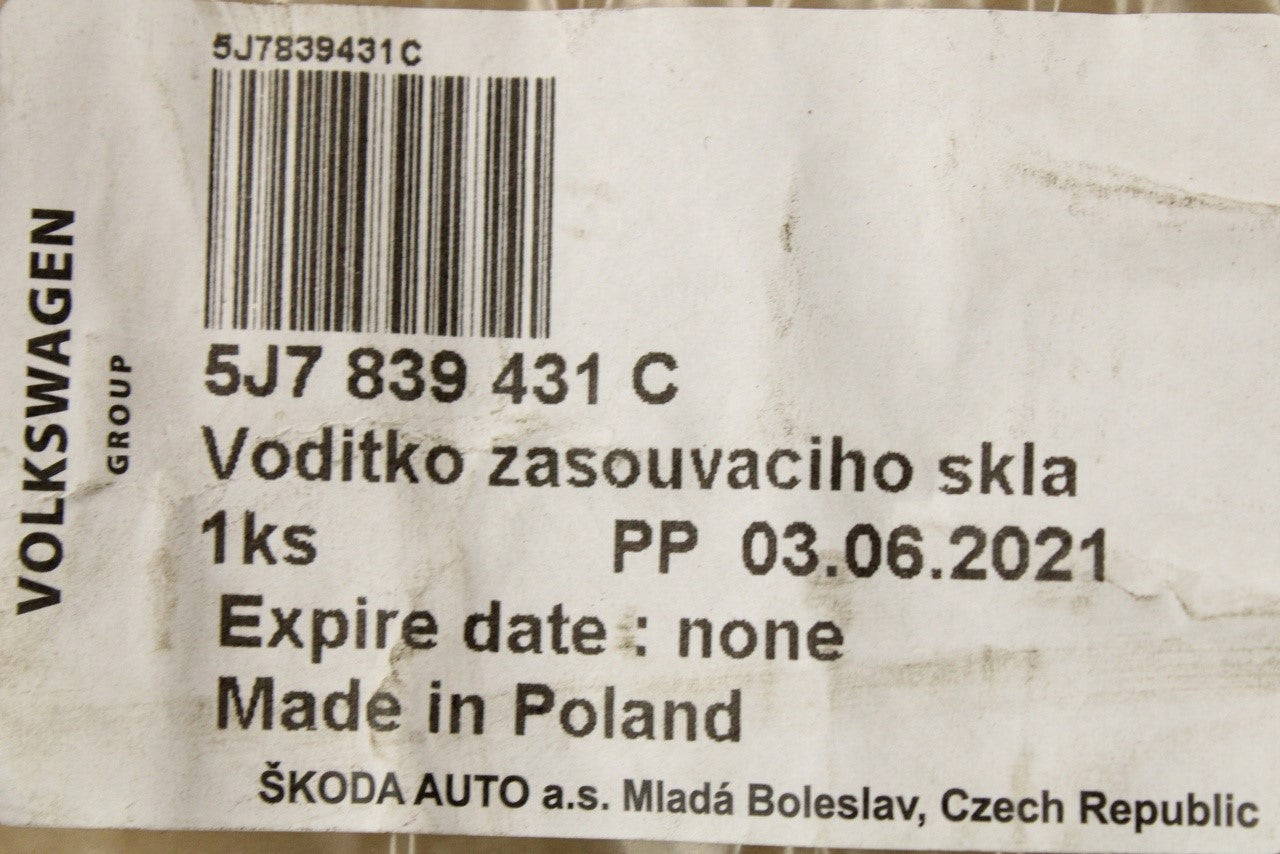 5J7839431C
5J7 839 431 C
Voditko zasouvaciho skla
1ks PP 03.06.2021
Expire date : none
Made in Poland
ŠKODA AUTO a.s. Mladá Boleslav, Czech Republic
VOLKSWAGEN
GROUP